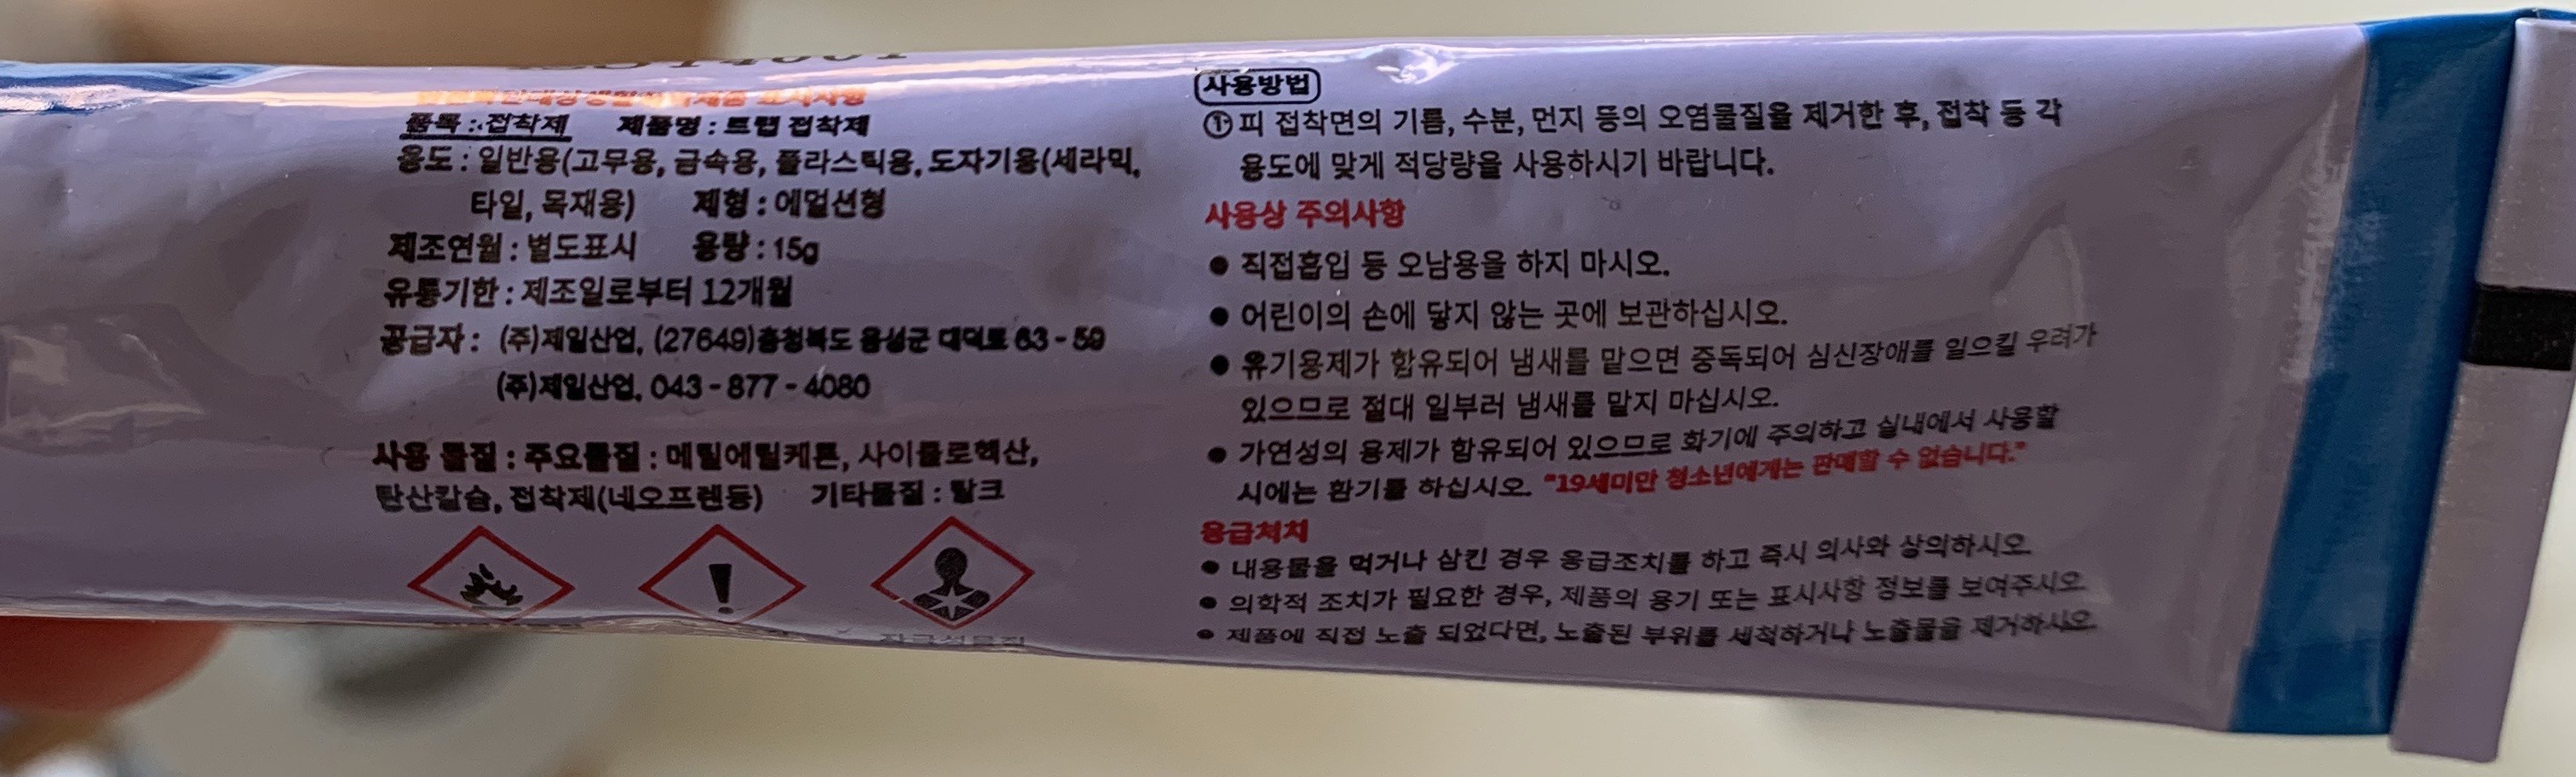 품목 : 접착제 제품명 : 트랩 접착제
용도 : 일반용(고무용, 금속용, 플라스틱용, 도자기용(세라믹,
타일, 목재용) 제형 : 에멀션형
제조연월 : 별도표시 용량 : 15g
유통기한 : 제조일로부터 12개월
공급자 : (주)제일산업, (27649)충청북도 음성군 대덕로 63 - 59
(주)제일산업, 043 - 877 - 4080
사용 물질 : 주요물질 : 메틸에틸케톤, 사이클로헥산,
탄산칼슘, 접착제(네오프렌등) 기타물질 : 탈크
사용방법
① 피 접착면의 기름, 수분, 먼지 등의 오염물질을 제거한 후, 접착 등 각
용도에 맞게 적당량을 사용하시기 바랍니다.
사용상 주의사항
● 직접흡입 등 오남용을 하지 마시오.
● 어린이의 손에 닿지 않는 곳에 보관하십시오.
● 유기용제가 함유되어 냄새를 맡으면 중독되어 심신장애를 일으킬 우려가
있으므로 절대 일부러 냄새를 맡지 마십시오.
● 가연성의 용제가 함유되어 있으므로 화기에 주의하고 실내에서 사용할
시에는 환기를 하십시오. "19세미만 청소년에게는 판매할 수 없습니다."
응급처치
● 내용물을 먹거나 삼킨 경우 응급조치를 하고 즉시 의사와 상의하시오.
● 의학적 조치가 필요한 경우, 제품의 용기 또는 표시사항 정보를 보여주시오.
● 제품에 직접 노출 되었다면, 노출된 부위를 세척하거나 노출물을 제거하시오.